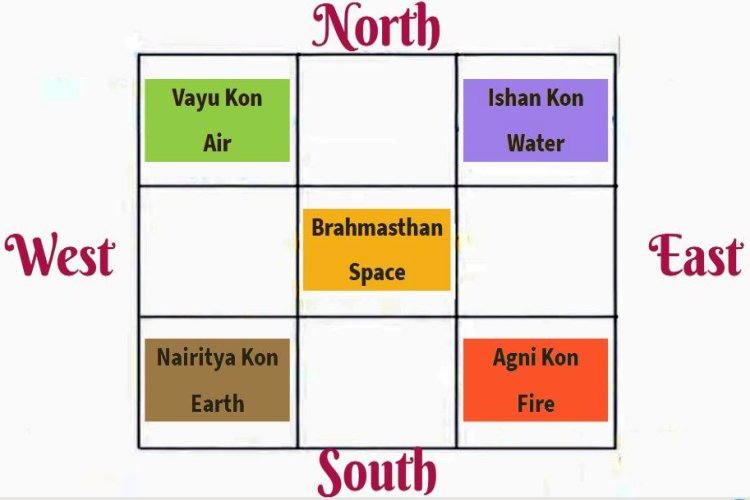 North
Vayu Kon
Air
Ishan Kon
Water
West
Brahmasthan
Space
East
Nairitya Kon
Earth
Agni Kon
Fire
South